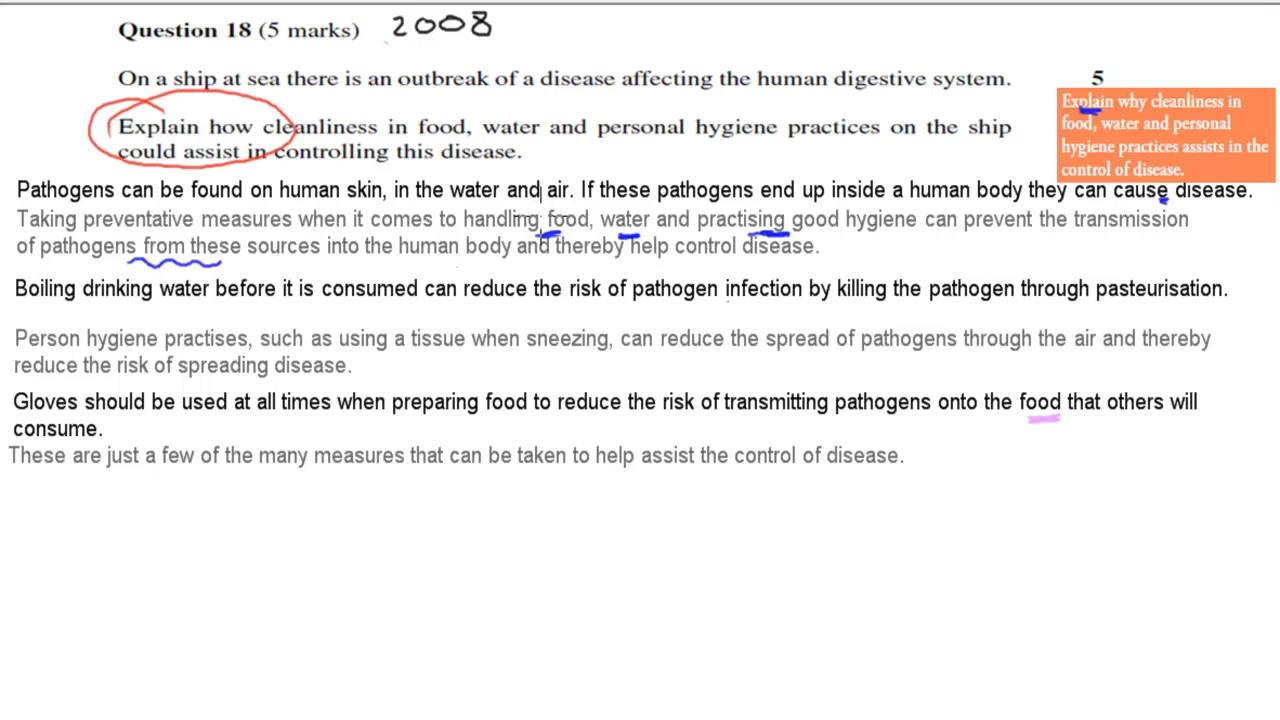 Question 18 (5 marks) 2008
On a ship at sea there is an outbreak of a disease affecting the human digestive system. 5
Explain how cleanliness in food, water and personal hygiene practices on the ship
could assist in controlling this disease.
Explain why cleanliness in
food, water and personal
hygiene practices assists in the
control of disease.
Pathogens can be found on human skin, in the water and air. If these pathogens end up inside a human body they can cause disease.
Taking preventative measures when it comes to handling food, water and practising good hygiene can prevent the transmission
of pathogens from these sources into the human body and thereby help control disease.
Boiling drinking water before it is consumed can reduce the risk of pathogen infection by killing the pathogen through pasteurisation.
Person hygiene practises, such as using a tissue when sneezing, can reduce the spread of pathogens through the air and thereby
reduce the risk of spreading disease.
Gloves should be used at all times when preparing food to reduce the risk of transmitting pathogens onto the food that others will
consume.
These are just a few of the many measures that can be taken to help assist the control of disease.